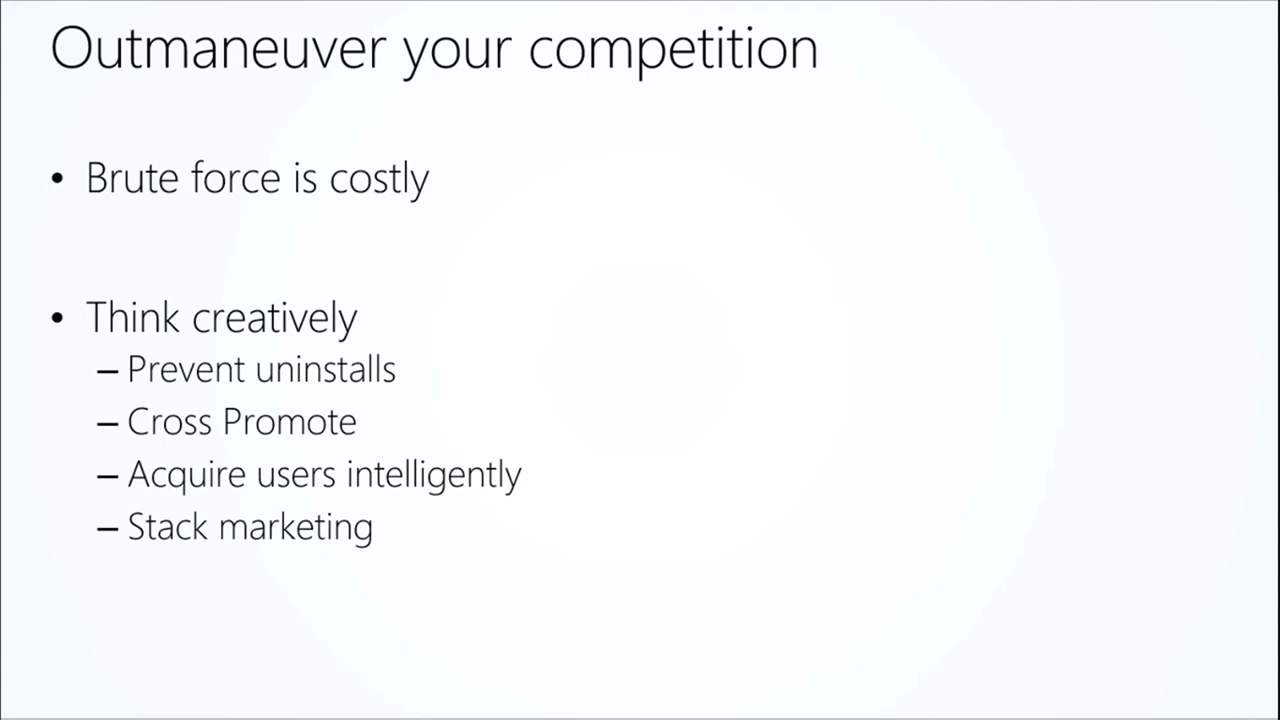 Outmaneuver your competition
• Brute force is costly
• Think creatively
– Prevent uninstalls
– Cross Promote
– Acquire users intelligently
– Stack marketing